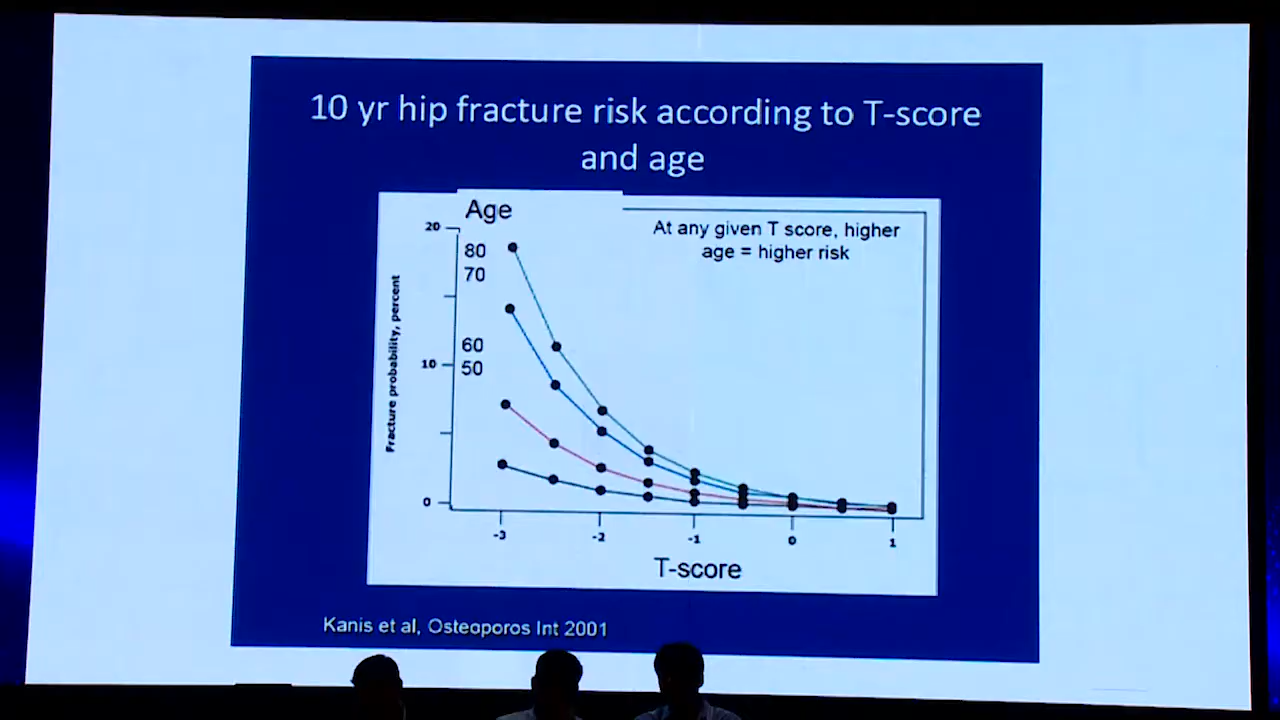 10 yr hip fracture risk according to T-score
and age
Age
At any given T score, higher
age = higher risk
20
80
70
60
10
50
0
Fracture probability, percent
-3
-2
-1
0
1
T-score
Kanis et al, Osteoporos Int 2001